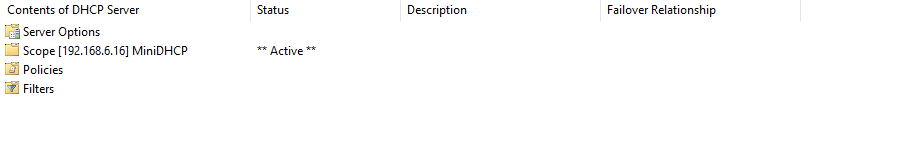 Contents of DHCP Server Status Description Failover Relationship
Server Options
Scope [192.168.6.16] MiniDHCP ** Active **
Policies
Filters